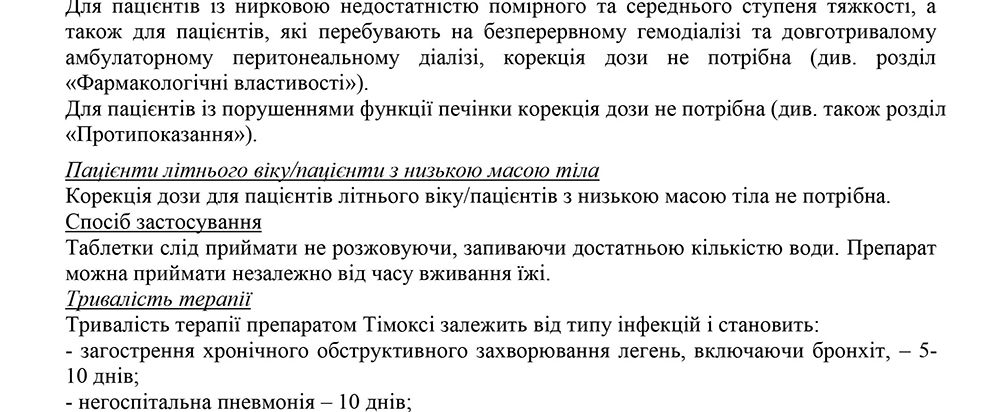 Для пацієнтів із нирковою недостатністю помірного та середнього ступеня тяжкості, а
також для пацієнтів, які перебувають на безперервному гемодіалізі та довготривалому
амбулаторному перитонеальному діалізі, корекція дози не потрібна (див. розділ
«Фармакологічні властивості»).
Для пацієнтів із порушеннями функції печінки корекція дози не потрібна (див. також розділ
«Протипоказання»).
Пацієнти літнього віку/пацієнти з низькою масою тіла
Корекція дози для пацієнтів літнього віку/пацієнтів з низькою масою тіла не потрібна.
Спосіб застосування
Таблетки слід приймати не розжовуючи, запиваючи достатньою кількістю води. Препарат
можна приймати незалежно від часу вживання їжі.
Тривалість терапії
Тривалість терапії препаратом Тімоксі залежить від типу інфекцій і становить:
- загострення хронічного обструктивного захворювання легень, включаючи бронхіт, – 5-
10 днів;
- негоспітальна пневмонія – 10 днів;